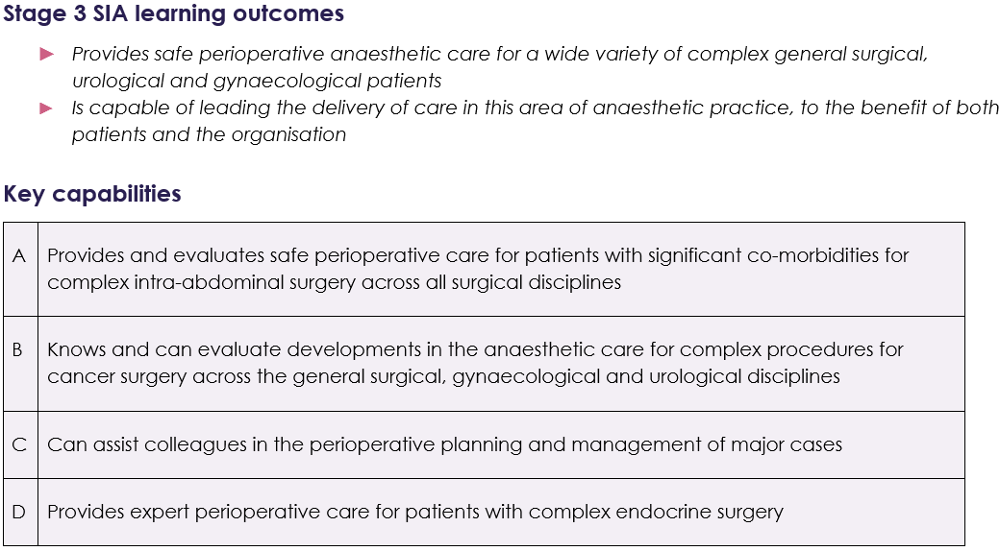 Stage 3 SIA learning outcomes
► Provides safe perioperative anaesthetic care for a wide variety of complex general surgical,
urological and gynaecological patients
► Is capable of leading the delivery of care in this area of anaesthetic practice, to the benefit of both
patients and the organisation
Key capabilities
A Provides and evaluates safe perioperative care for patients with significant co-morbidities for
complex intra-abdominal surgery across all surgical disciplines
B Knows and can evaluate developments in the anaesthetic care for complex procedures for
cancer surgery across the general surgical, gynaecological and urological disciplines
C Can assist colleagues in the perioperative planning and management of major cases
D Provides expert perioperative care for patients with complex endocrine surgery